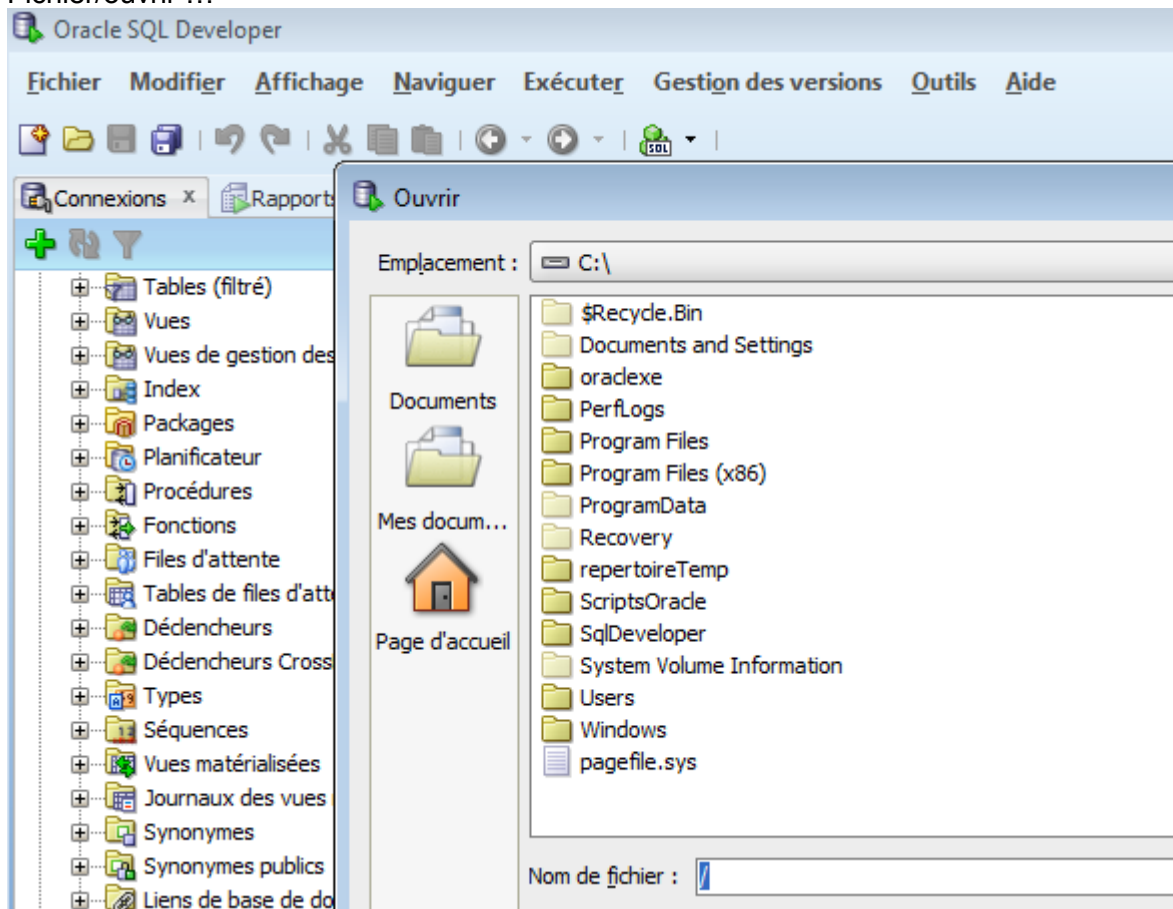 Fichier/ouvrir ...
Oracle SQL Developer
Fichier Modifier Affichage Naviguer Exécuter Gestion des versions Outils Aide
SQL
Connexions x Rapports
Ouvrir
Emplacement : C:\
Tables (filtré)
Vues
Vues de gestion des
Index
Packages
Planificateur
Procédures
Fonctions
Files d'attente
Tables de files d'atte
Déclencheurs
Déclencheurs Cross
Types
Séquences
Vues matérialisées
Journaux des vues
Synonymes
Synonymes publics
Liens de base de do
Documents
Mes docum...
Page d'accueil
$Recycle.Bin
Documents and Settings
oraclexe
PerfLogs
Program Files
Program Files (x86)
ProgramData
Recovery
repertoireTemp
ScriptsOracle
SqlDeveloper
System Volume Information
Users
Windows
pagefile.sys
Nom de fichier : /